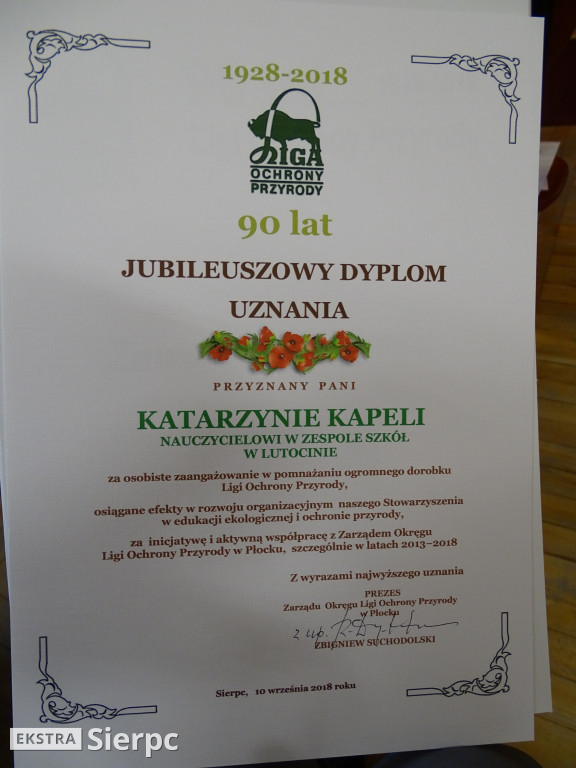 1928-2018
LIGA
OCHRONY
PRZYRODY
90 lat
JUBILEUSZOWY DYPLOM
UZNANIA
PRZYZNANY PANI
KATARZYNIE KAPELI
NAUCZYCIELOWI W ZESPOLE SZKÓŁ
W LUTOCINIE
za osobiste zaangażowanie w pomnażaniu ogromnego dorobku
Ligi Ochrony Przyrody,
osiągane efekty w rozwoju organizacyjnym naszego Stowarzyszenia
w edukacji ekologicznej i ochronie przyrody,
za inicjatywę i aktywną współpracę z Zarządem Okręgu
Ligi Ochrony Przyrody w Płocku, szczególnie w latach 2013–2018
Z wyrazami najwyższego uznania
PREZES
Zarządu Okręgu Ligi Ochrony Przyrody
w Płocku
z up.
ZBIGNIEW SUCHODOLSKI
Sierpc, 10 września 2018 roku
EKSTRA Sierpc